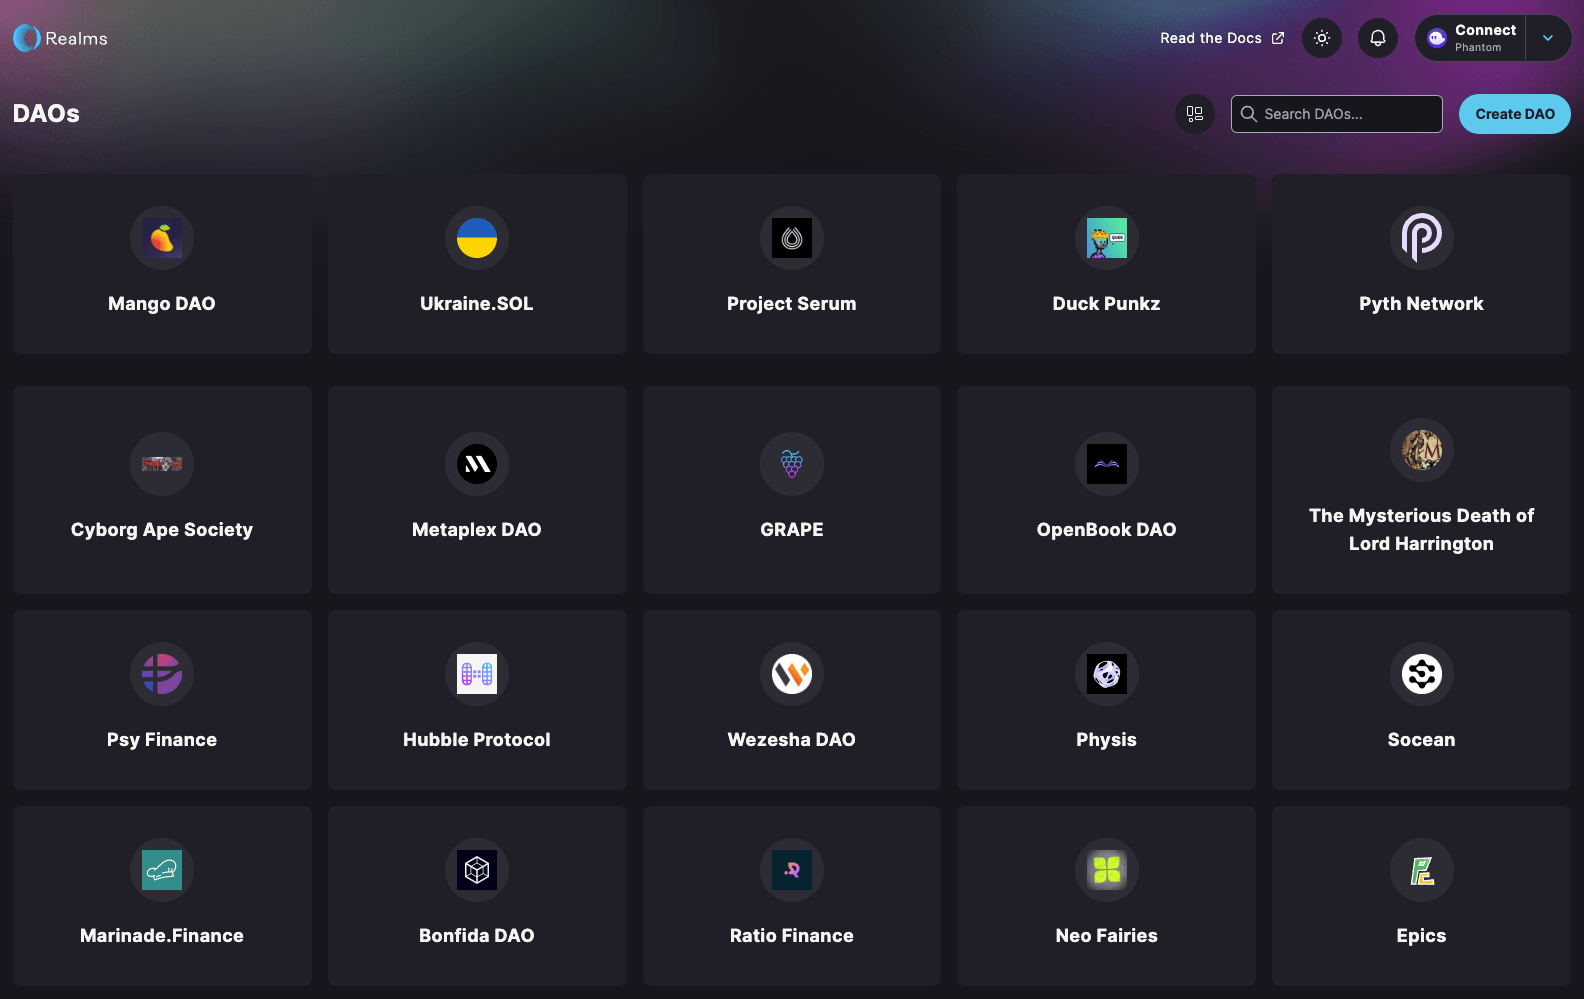 Realms
Read the Docs
Connect
Phantom
DAOs
Search DAOs...
Create DAO
Mango DAO
Ukraine.SOL
Project Serum
Duck Punkz
Pyth Network
Cyborg Ape Society
Metaplex DAO
GRAPE
OpenBook DAO
The Mysterious Death of
Lord Harrington
Psy Finance
Hubble Protocol
Wezesha DAO
Physis
Socean
Marinade.Finance
Bonfida DAO
Ratio Finance
Neo Fairies
Epics